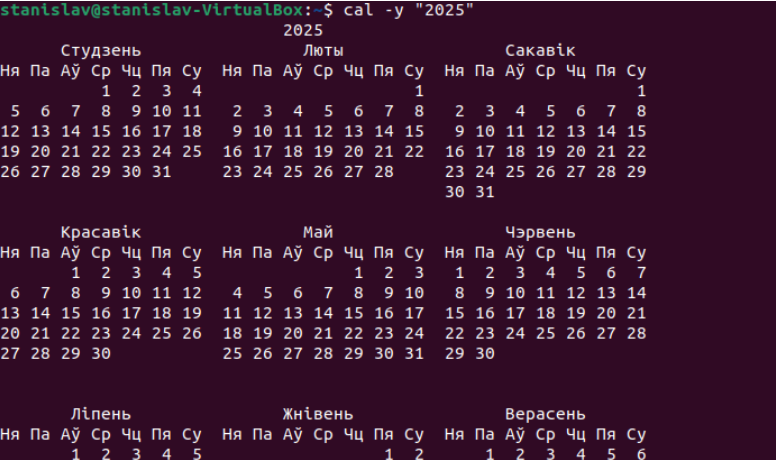 stanislav@stanislav-VirtualBox:~$ cal -y "2025"
                            2025
      Студзень                Люты                Сакавік
Ня Па Аў Ср Чц Пя Су  Ня Па Аў Ср Чц Пя Су  Ня Па Аў Ср Чц Пя Су
          1  2  3  4                     1                     1
 5  6  7  8  9 10 11   2  3  4  5  6  7  8   2  3  4  5  6  7  8
12 13 14 15 16 17 18   9 10 11 12 13 14 15   9 10 11 12 13 14 15
19 20 21 22 23 24 25  16 17 18 19 20 21 22  16 17 18 19 20 21 22
26 27 28 29 30 31     23 24 25 26 27 28     23 24 25 26 27 28 29
                                            30 31
      Красавік                Май                 Чэрвень
Ня Па Аў Ср Чц Пя Су  Ня Па Аў Ср Чц Пя Су  Ня Па Аў Ср Чц Пя Су
       1  2  3  4  5               1  2  3   1  2  3  4  5  6  7
 6  7  8  9 10 11 12   4  5  6  7  8  9 10   8  9 10 11 12 13 14
13 14 15 16 17 18 19  11 12 13 14 15 16 17  15 16 17 18 19 20 21
20 21 22 23 24 25 26  18 19 20 21 22 23 24  22 23 24 25 26 27 28
27 28 29 30           25 26 27 28 29 30 31  29 30
       Ліпень               Жнівень               Верасень
Ня Па Аў Ср Чц Пя Су  Ня Па Аў Ср Чц Пя Су  Ня Па Аў Ср Чц Пя Су
       1  2  3  4  5                  1  2      1  2  3  4  5  6